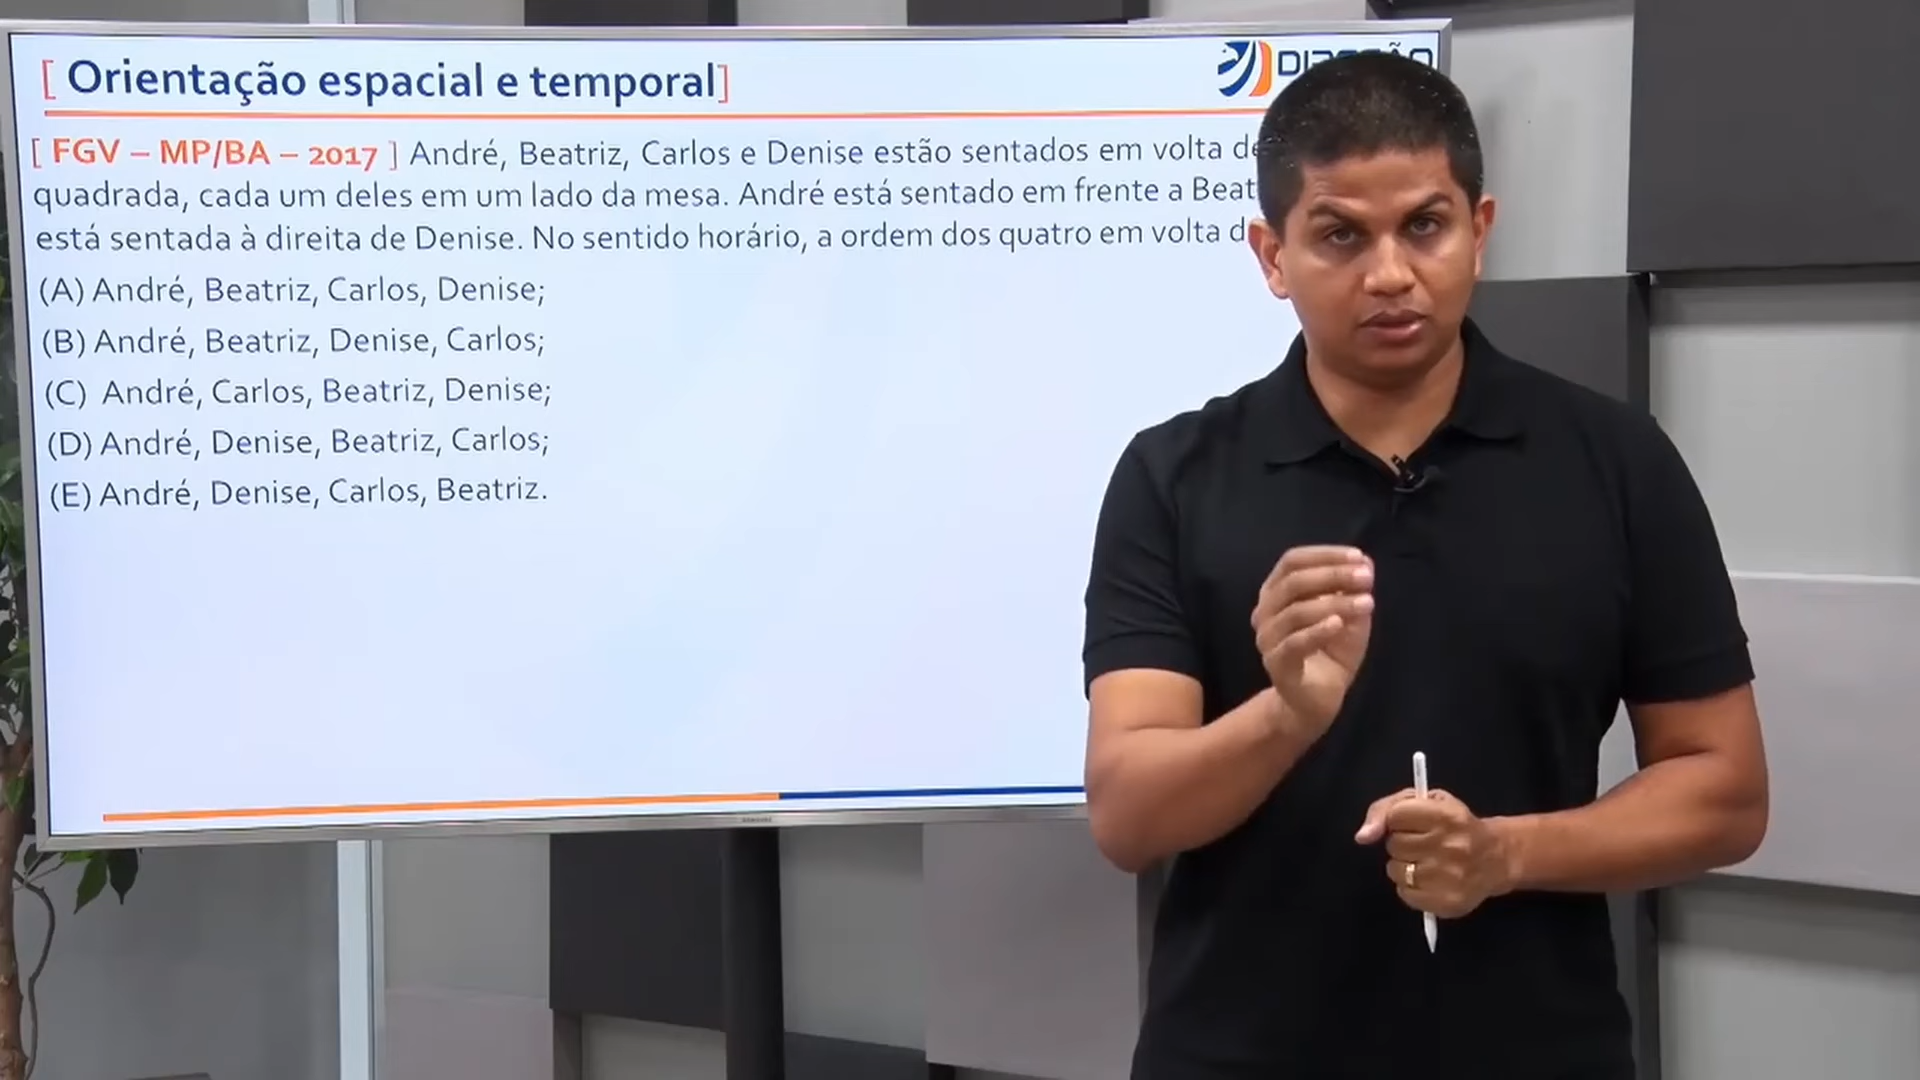 [ Orientação espacial e temporal]
[ FGV – MP/BA – 2017 ] André, Beatriz, Carlos e Denise estão sentados em volta de
quadrada, cada um deles em um lado da mesa. André está sentado em frente a
está sentada à direita de Denise. No sentido horário, a ordem dos quatro em volta
(A) André, Beatriz, Carlos, Denise;
(B) André, Beatriz, Denise, Carlos;
(C) André, Carlos, Beatriz, Denise;
(D) André, Denise, Beatriz, Carlos;
(E) André, Denise, Carlos, Beatriz.